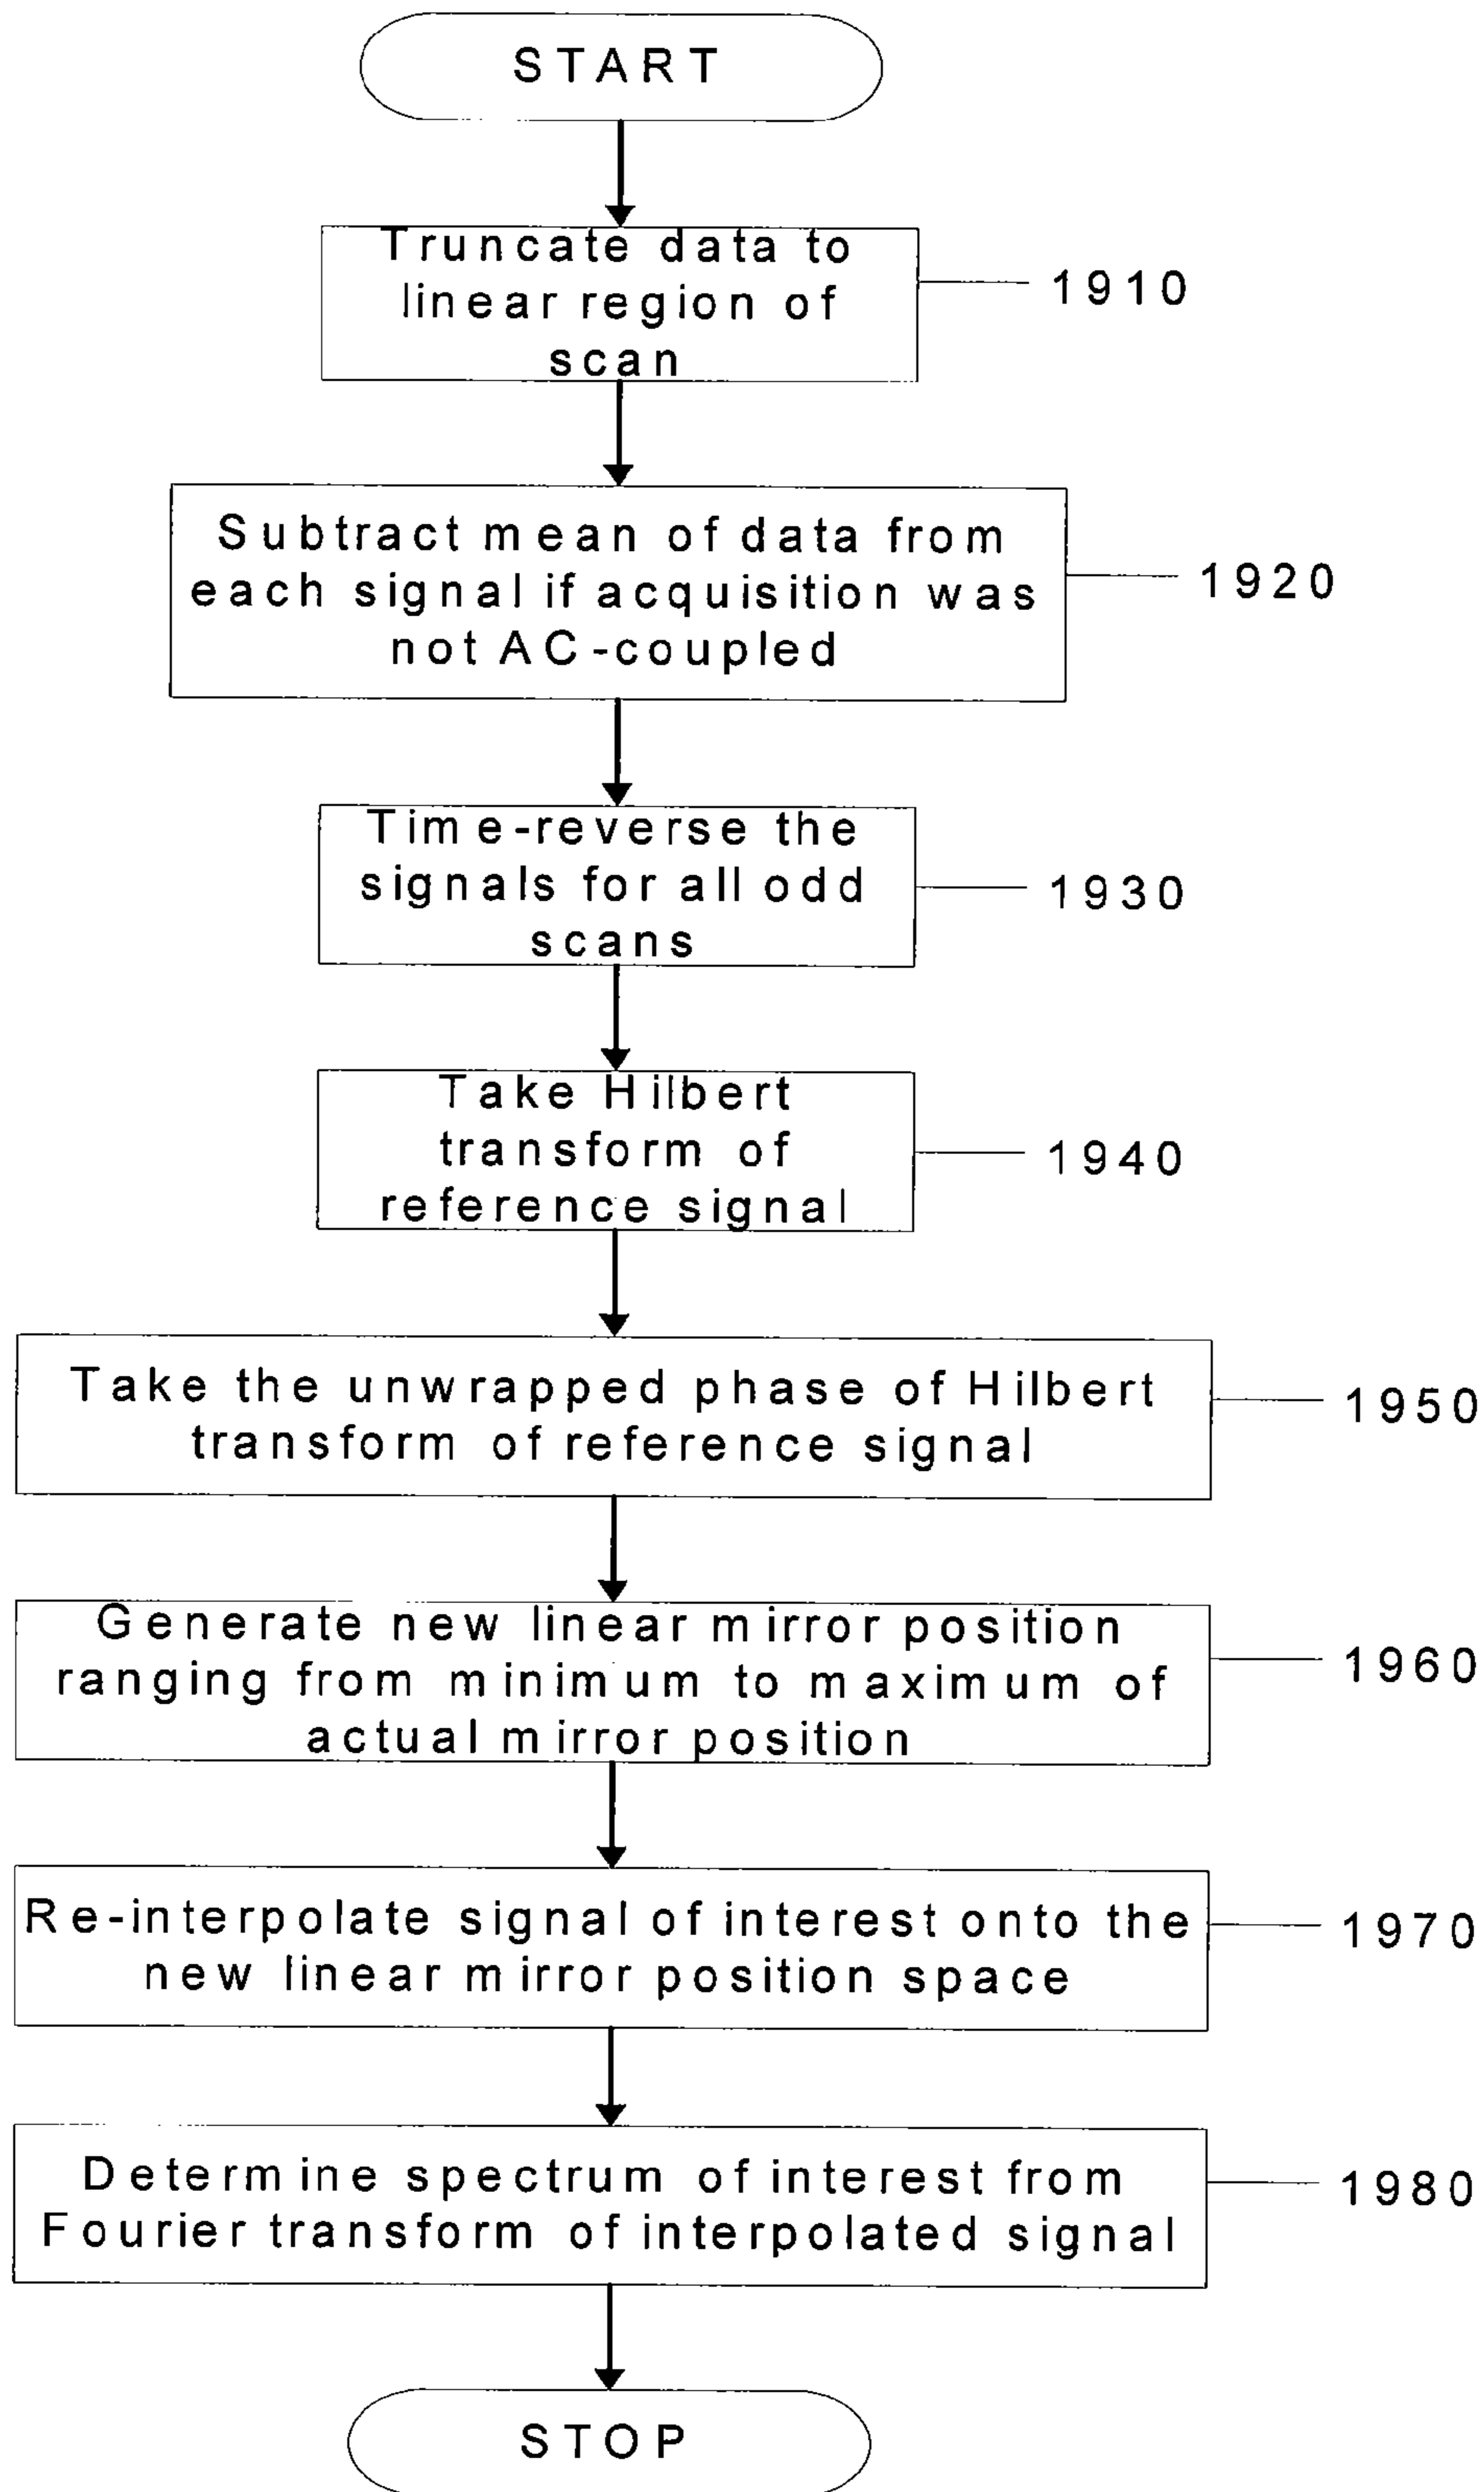 START
Truncate data to
linear region of
scan
1910
Subtract mean of data from
each signal if acquisition was
not AC-coupled
1920
Time-reverse the
signals for all odd
scans
1930
Take Hilbert
transform of
reference signal
1940
Take the unwrapped phase of Hilbert
transform of reference signal
1950
Generate new linear mirror position
ranging from minimum to maximum of
actual mirror position
1960
Re-interpolate signal of interest onto the
new linear mirror position space
1970
Determine spectrum of interest from
Fourier transform of interpolated signal
1980
STOP